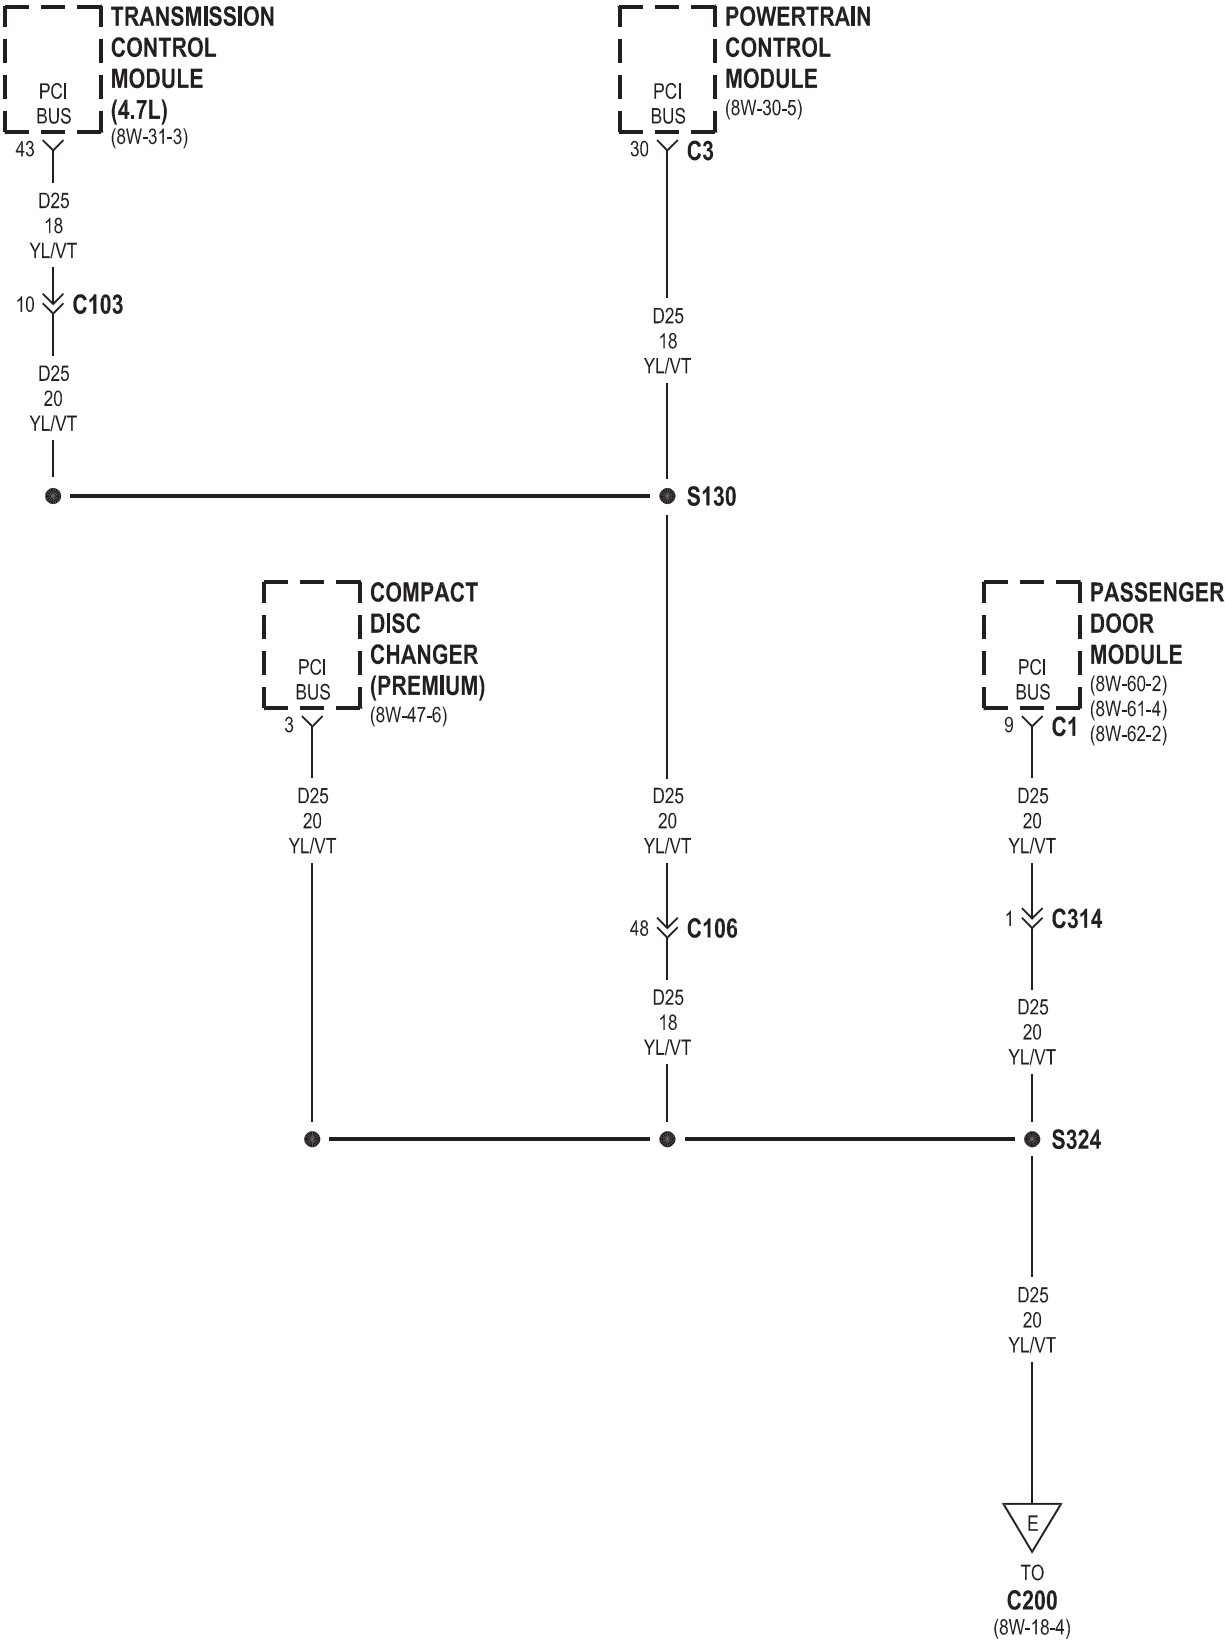 TRANSMISSION
CONTROL
MODULE
(4.7L)
(8W-31-3)
PCI
BUS
43
D25
18
YL/VT
10
C103
D25
20
YL/VT
POWERTRAIN
CONTROL
MODULE
(8W-30-5)
PCI
BUS
30
C3
D25
18
YL/VT
S130
COMPACT
DISC
CHANGER
(PREMIUM)
(8W-47-6)
PCI
BUS
3
D25
20
YL/VT
D25
20
YL/VT
48
C106
D25
18
YL/VT
PASSENGER
DOOR
MODULE
(8W-60-2)
(8W-61-4)
(8W-62-2)
PCI
BUS
9
C1
D25
20
YL/VT
1
C314
D25
20
YL/VT
S324
D25
20
YL/VT
E
TO
C200
(8W-18-4)